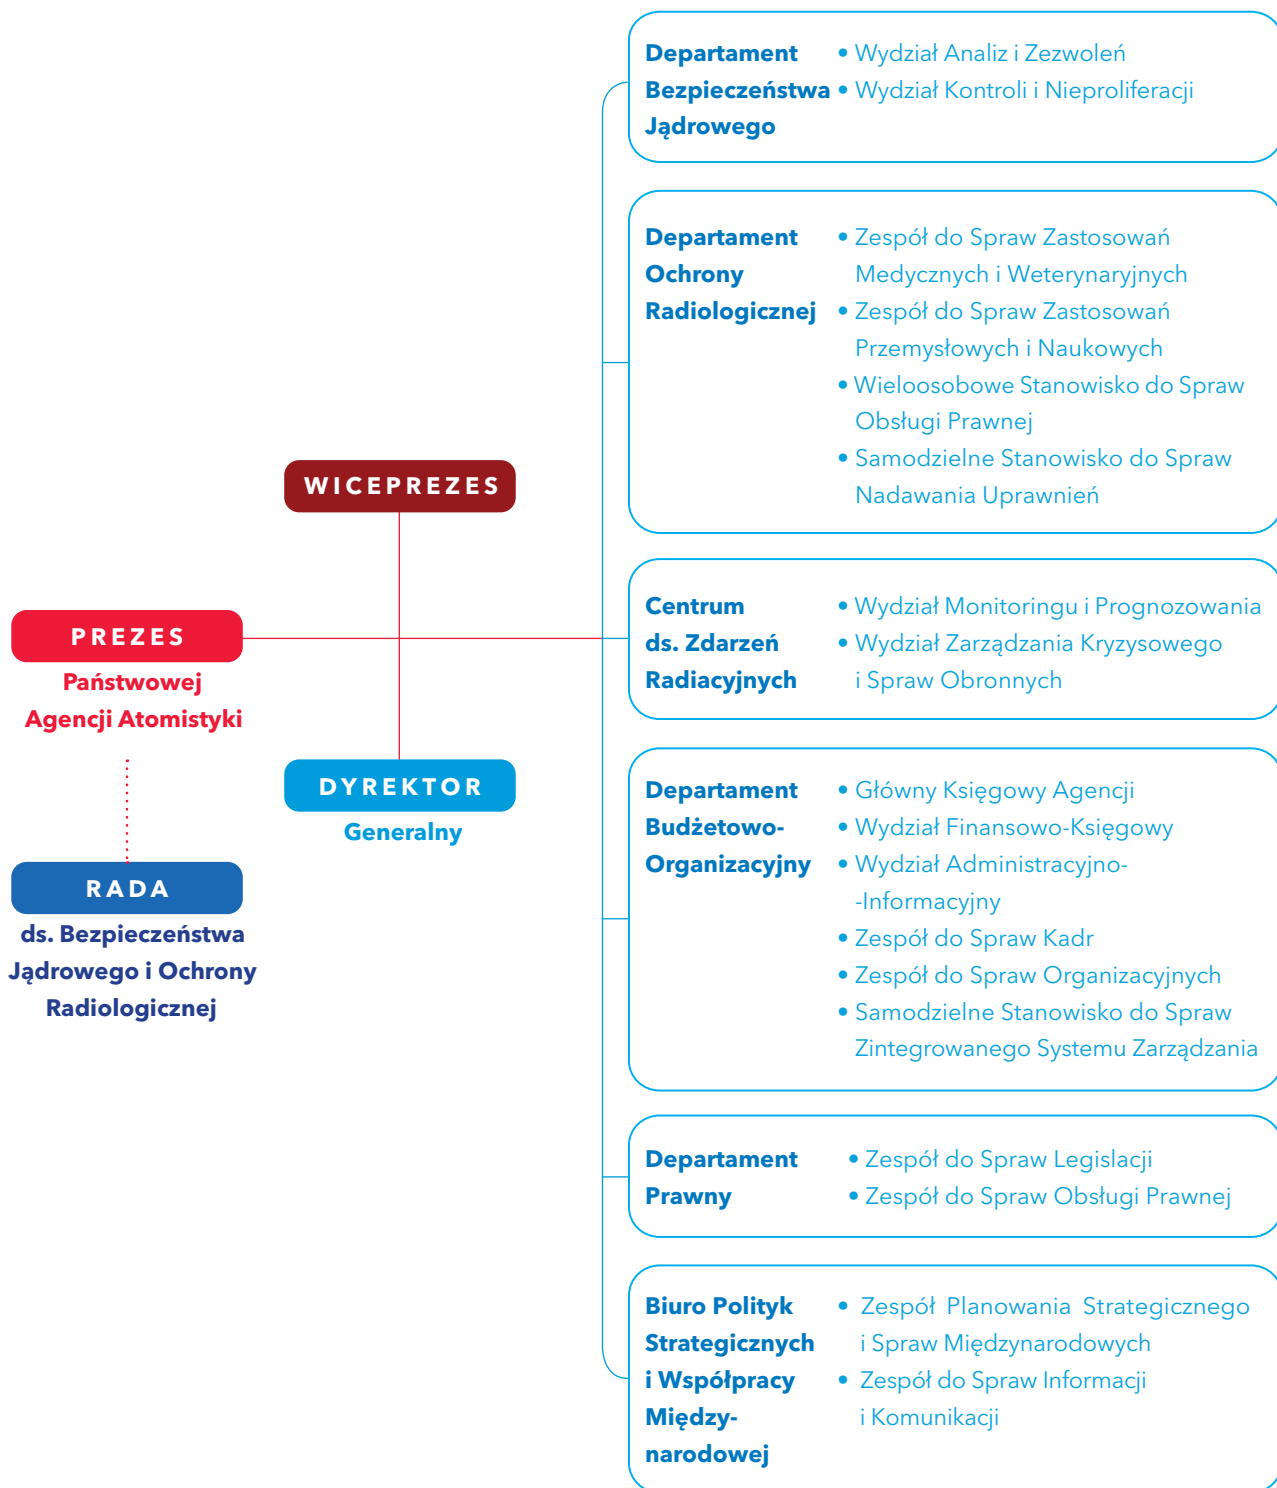 PREZES
Państwowej
Agencji Atomistyki
RADA
ds. Bezpieczeństwa
Jądrowego i Ochrony
Radiologicznej
WICEPREZES
DYREKTOR
Generalny
Departament
Bezpieczeństwa
Jądrowego
• Wydział Analiz i Zezwoleń
• Wydział Kontroli i Nieproliferacji
Departament
Ochrony
Radiologicznej
• Zespół do Spraw Zastosowań
Medycznych i Weterynaryjnych
• Zespół do Spraw Zastosowań
Przemysłowych i Naukowych
• Wieloosobowe Stanowisko do Spraw
Obsługi Prawnej
• Samodzielne Stanowisko do Spraw
Nadawania Uprawnień
Centrum
ds. Zdarzeń
Radiacyjnych
• Wydział Monitoringu i Prognozowania
• Wydział Zarządzania Kryzysowego
i Spraw Obronnych
Departament
Budżetowo-
Organizacyjny
• Główny Księgowy Agencji
• Wydział Finansowo-Księgowy
• Wydział Administracyjno-
-Informacyjny
• Zespół do Spraw Kadr
• Zespół do Spraw Organizacyjnych
• Samodzielne Stanowisko do Spraw
Zintegrowanego Systemu Zarządzania
Departament
Prawny
• Zespół do Spraw Legislacji
• Zespół do Spraw Obsługi Prawnej
Biuro Polityk
Strategicznych
i Współpracy
Między-
narodowej
• Zespół Planowania Strategicznego
i Spraw Międzynarodowych
• Zespół do Spraw Informacji
i Komunikacji